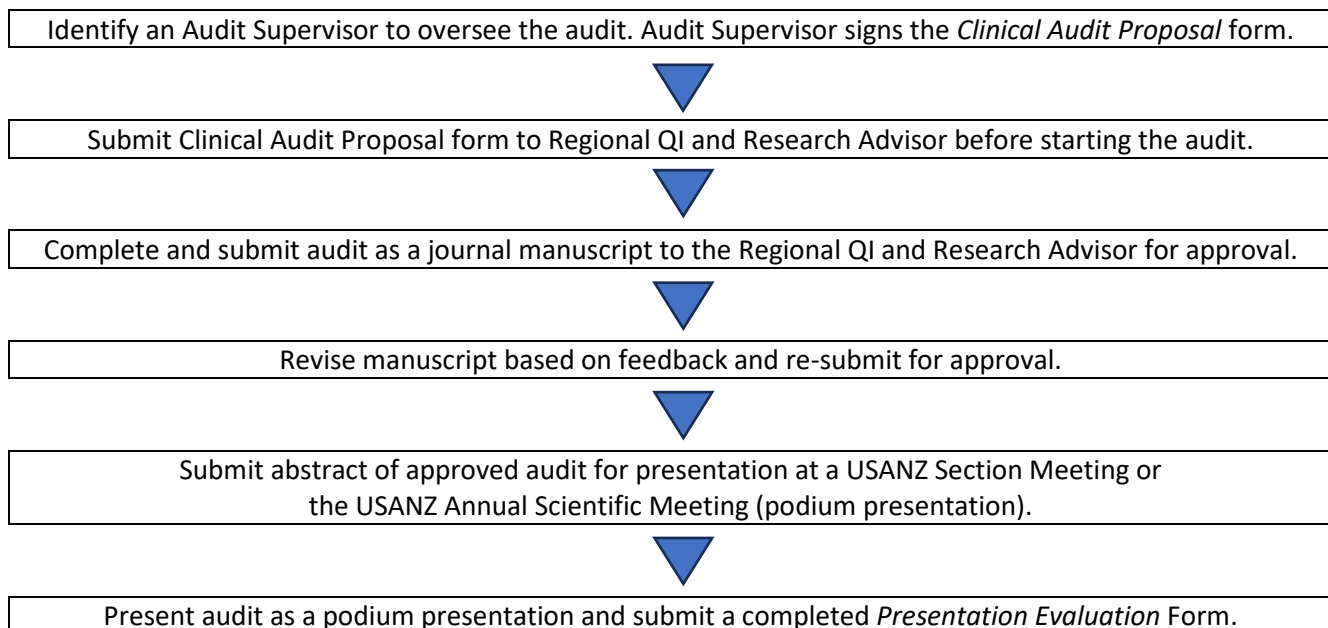 Identify an Audit Supervisor to oversee the audit. Audit Supervisor signs the Clinical Audit Proposal form.
Submit Clinical Audit Proposal form to Regional QI and Research Advisor before starting the audit.
Complete and submit audit as a journal manuscript to the Regional QI and Research Advisor for approval.
Revise manuscript based on feedback and re-submit for approval.
Submit abstract of approved audit for presentation at a USANZ Section Meeting or
the USANZ Annual Scientific Meeting (podium presentation).
Present audit as a podium presentation and submit a completed Presentation Evaluation Form.